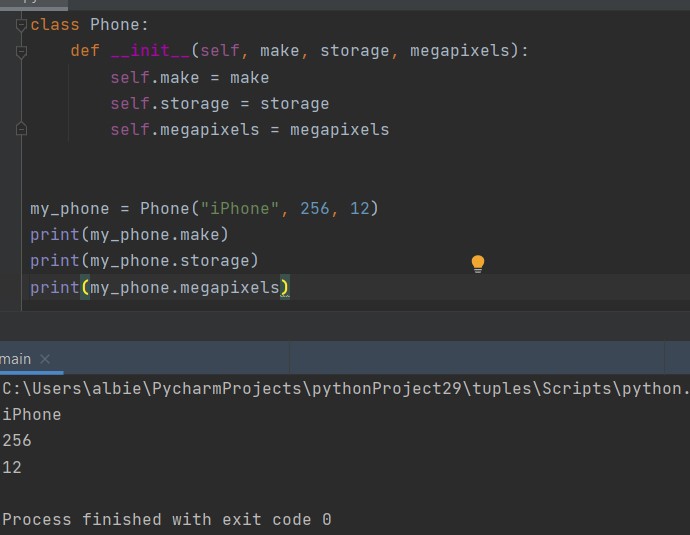 class Phone:
    def __init__(self, make, storage, megapixels):
        self.make = make
        self.storage = storage
        self.megapixels = megapixels
my_phone = Phone("iPhone", 256, 12)
print(my_phone.make)
print(my_phone.storage)
print(my_phone.megapixels)
main
C:\Users\albie\PycharmProjects\pythonProject29\tuples\Scripts\python.
iPhone
256
12
Process finished with exit code 0